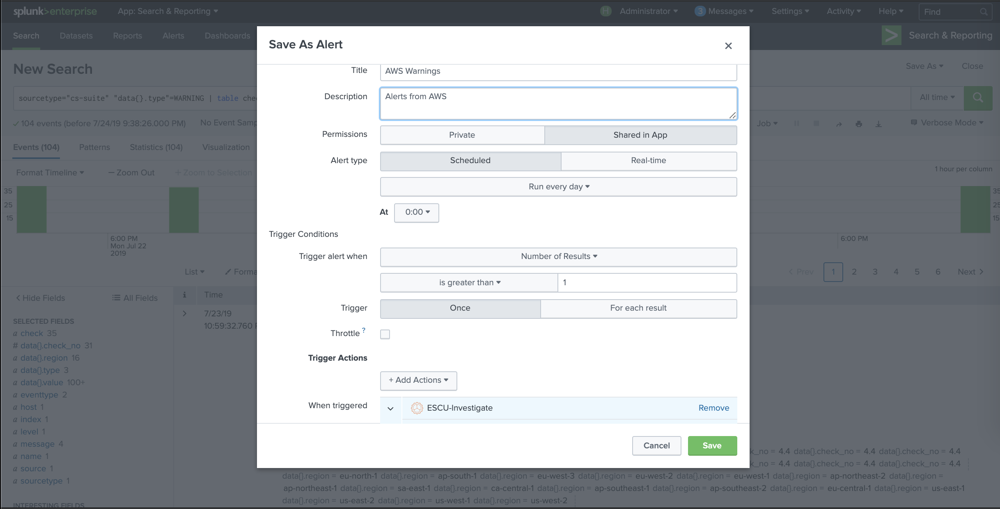 splunk>enterprise App: Search & Reporting H Administrator 3 Messages Settings Activity Help Find
Search Datasets Reports Alerts Dashboards Search & Reporting
New Search Save As Close
sourcetype="cs-suite" "data{}.type"=WARNING | table All time
104 events (before 7/24/19 9:38:26.000 PM) No Event Job Verbose Mode
Events (104) Patterns Statistics (104) Visualization
Format Timeline — Zoom Out + Zoom to Selection 1 hour per column
35
25
15
35
25
15
6:00 PM
Mon Jul 22
2019
6:00 PM
List < Prev 1 2 3 4 5 6 Next >
< Hide Fields All Fields i Time
SELECTED FIELDS
a check 35
# data{}.check_no 31
a data{}.region 16
a data{}.type 3
a data{}.value 100+
a eventtype 2
a host 1
a index 1
a level 1
a message 4
a name 1
a source 1
a sourcetype 1
INTERESTING FIELDS
> 7/23/19
10:59:32.760
Save As Alert
Title AWS Warnings
Description Alerts from AWS
Permissions Private Shared in App
Alert type Scheduled Real-time
Run every day
At 0:00
Trigger Conditions
Trigger alert when Number of Results
is greater than 1
Trigger Once For each result
Throttle ?
Trigger Actions
+ Add Actions
When triggered ESCU-Investigate Remove
Cancel Save
= 4.4 data{}.check_no = 4.4 data{}.check_no = 4.4
= 4.4 data{}.check_no = 4.4 data{}.check_no = 4.4
data{}.region = eu-north-1 data{}.region = ap-south-1 data{}.region = eu-west-3 data{}.region = eu-west-2 data{}.region = eu-west-1 data{}.region = ap-northeast-2 data{}.region =
ap-northeast-1 data{}.region = sa-east-1 data{}.region = ca-central-1 data{}.region = ap-southeast-1 data{}.region = ap-southeast-2 data{}.region = eu-central-1 data{}.region = us-east-1
data{}.region = us-east-2 data{}.region = us-west-1 data{}.region = us-west-2